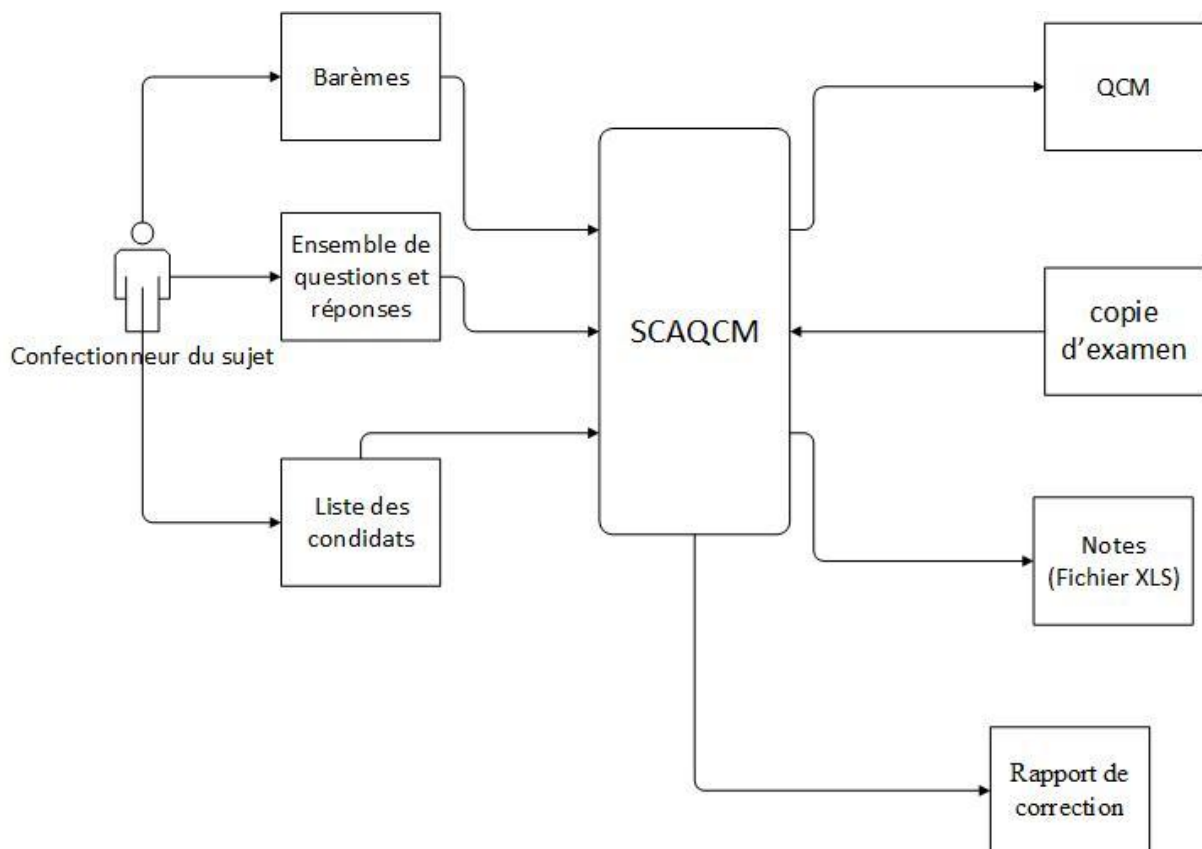 Barèmes
QCM
Ensemble de
questions et
réponses
SCAQCM
copie
d’examen
Confectionneur du sujet
Liste des
condidats
Notes
(Fichier XLS)
Rapport de
correction